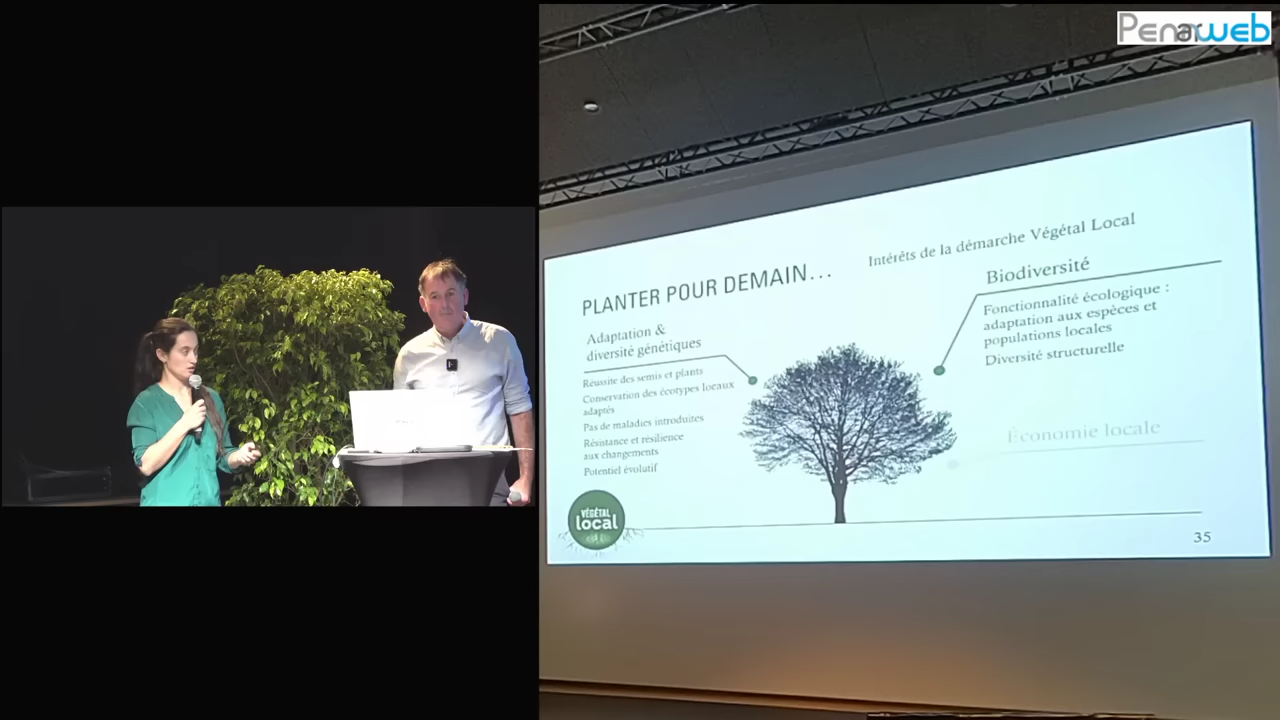 Penarweb
PLANTER POUR DEMAIN...
Intérêts de la démarche Végétal Local
Adaptation &
diversité génétiques
Réussite des semis et plants
Conservation des écotypes locaux
adaptés
Pas de maladies introduites
Résistance et résilience
aux changements
Potentiel évolutif
Biodiversité
Fonctionnalité écologique :
adaptation aux espèces et
populations locales
Diversité structurelle
Économie locale
VÉGÉTAL
local
35